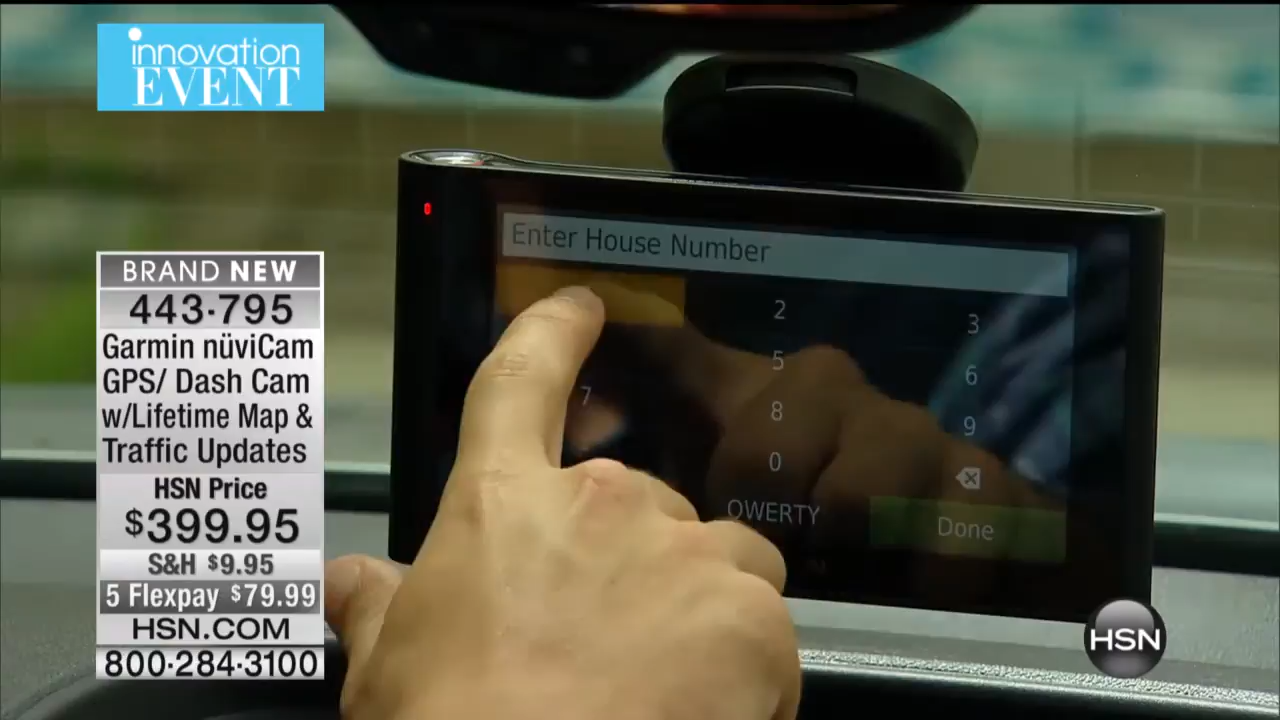 innovation
EVENT
BRAND NEW
443-795
Garmin nüviCam
GPS/ Dash Cam
w/Lifetime Map &
Traffic Updates
HSN Price
$399.95
S&H $9.95
5 Flexpay $79.99
HSN.COM
800-284-3100
Enter House Number
2 3
5 6
7 8 9
0
QWERTY Done
HSN